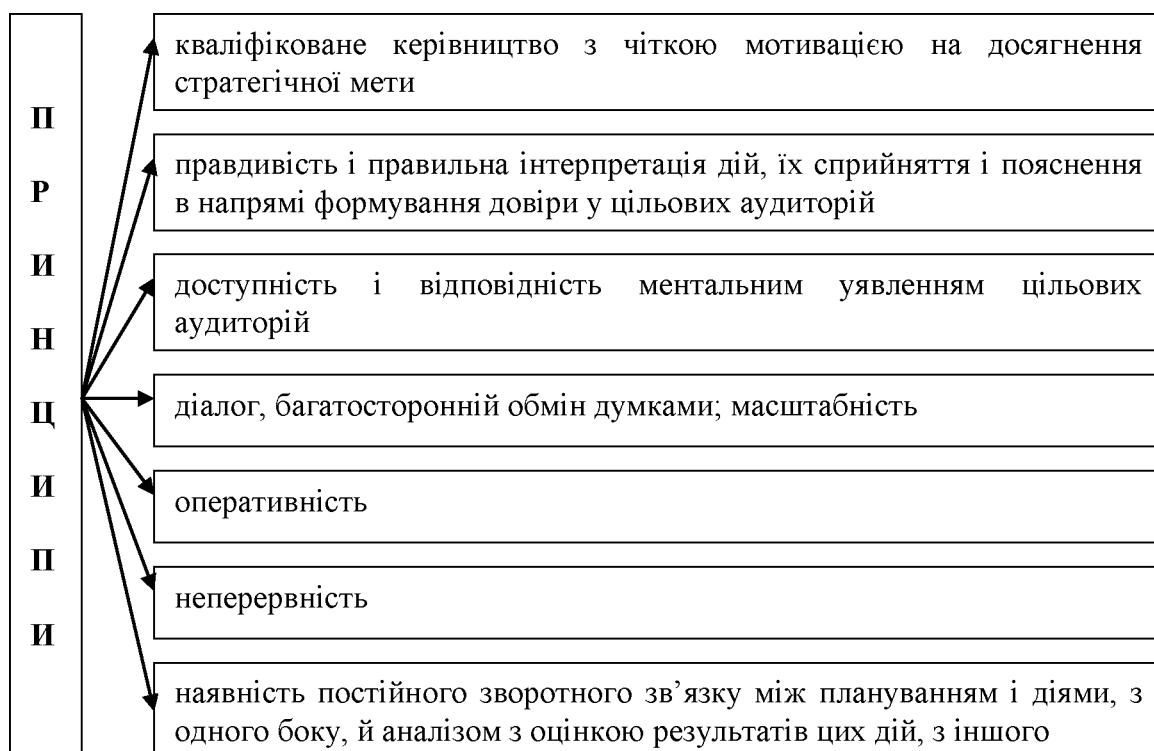 ПРИНЦИПИ
кваліфіковане керівництво з чіткою мотивацією на досягнення
стратегічної мети
правдивість і правильна інтерпретація дій, їх сприйняття і пояснення
в напрямі формування довіри у цільових аудиторій
доступність і відповідність ментальним уявленням цільових
аудиторій
діалог, багатосторонній обмін думками; масштабність
оперативність
неперервність
наявність постійного зворотного зв’язку між плануванням і діями, з
одного боку, й аналізом з оцінкою результатів цих дій, з іншого